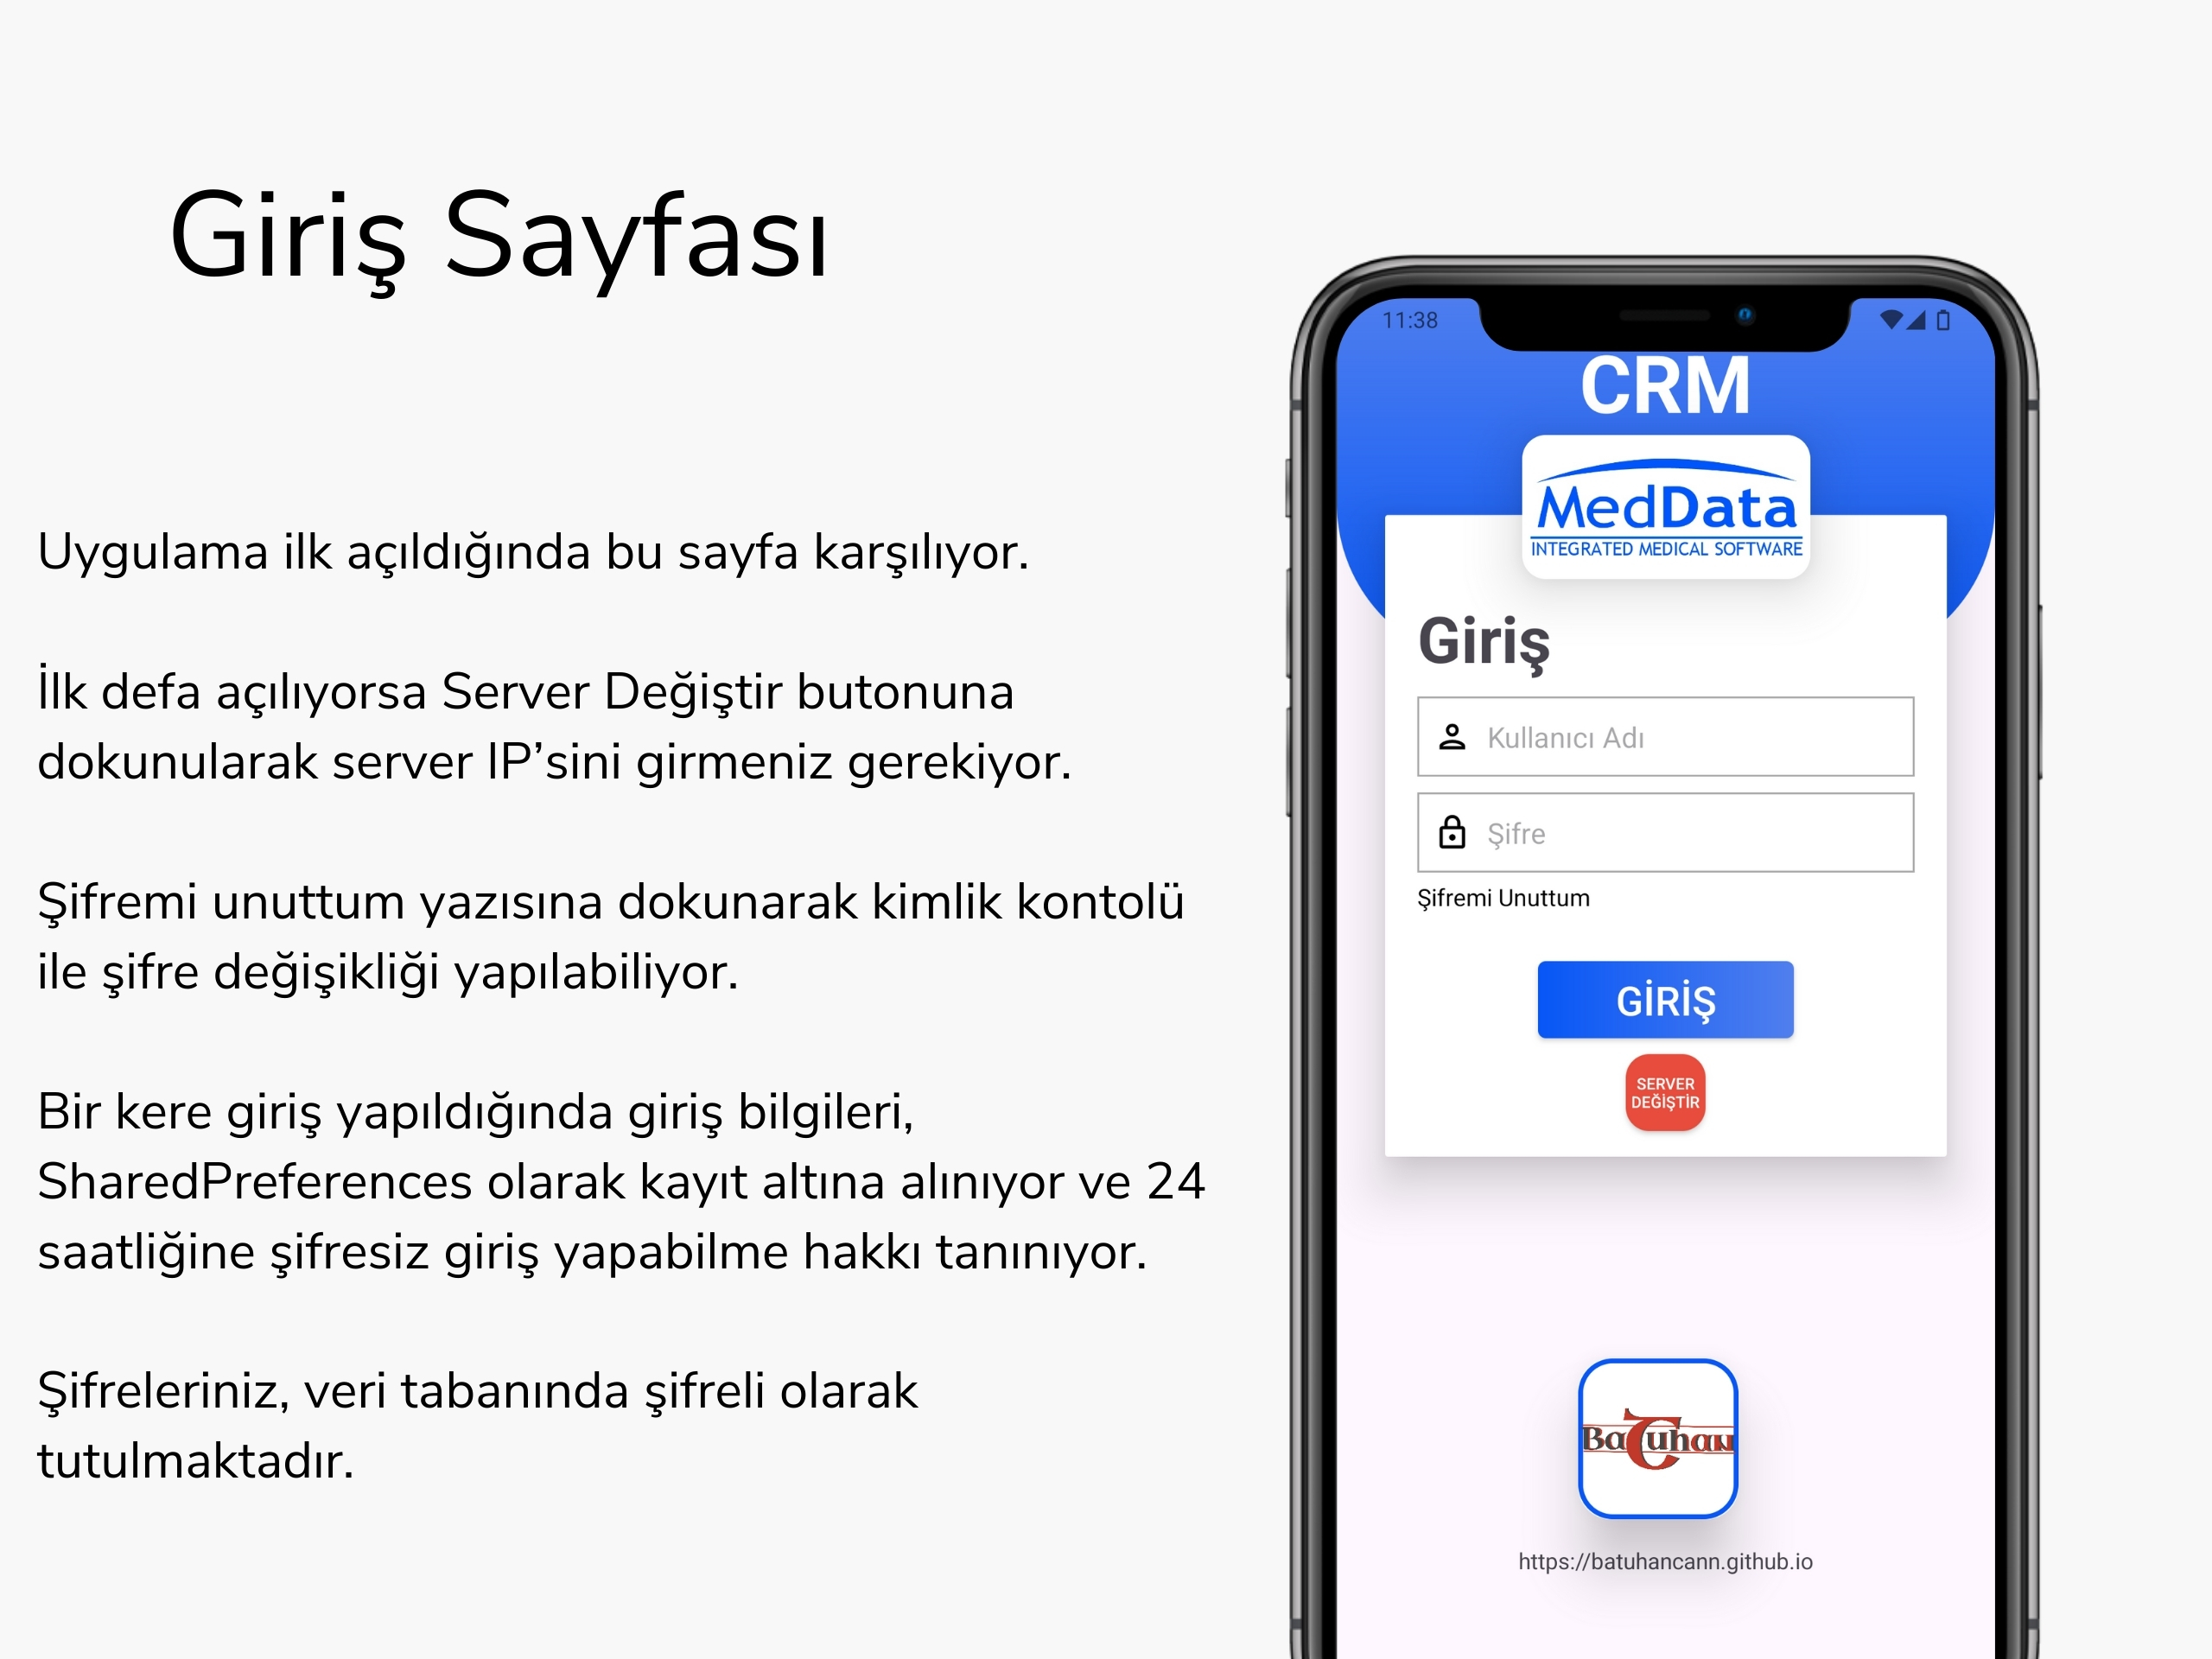 Giriş Sayfası
Uygulama ilk açıldığında bu sayfa karşılıyor.
İlk defa açılıyorsa Server Değiştir butonuna
dokunularak server IP’sini girmeniz gerekiyor.
Şifremi unuttum yazısına dokunarak kimlik kontolü
ile şifre değişikliği yapılabiliyor.
Bir kere giriş yapıldığında giriş bilgileri,
SharedPreferences olarak kayıt altına alınıyor ve 24
saatliğine şifresiz giriş yapabilme hakkı tanınıyor.
Şifreleriniz, veri tabanında şifreli olarak
tutulmaktadır.
11:38
CRM
MedData
INTEGRATED MEDICAL SOFTWARE
Giriş
Kullanıcı Adı
Şifre
Şifremi Unuttum
GİRİŞ
SERVER
DEĞİŞTİR
Batuhan
https://batuhancann.github.io